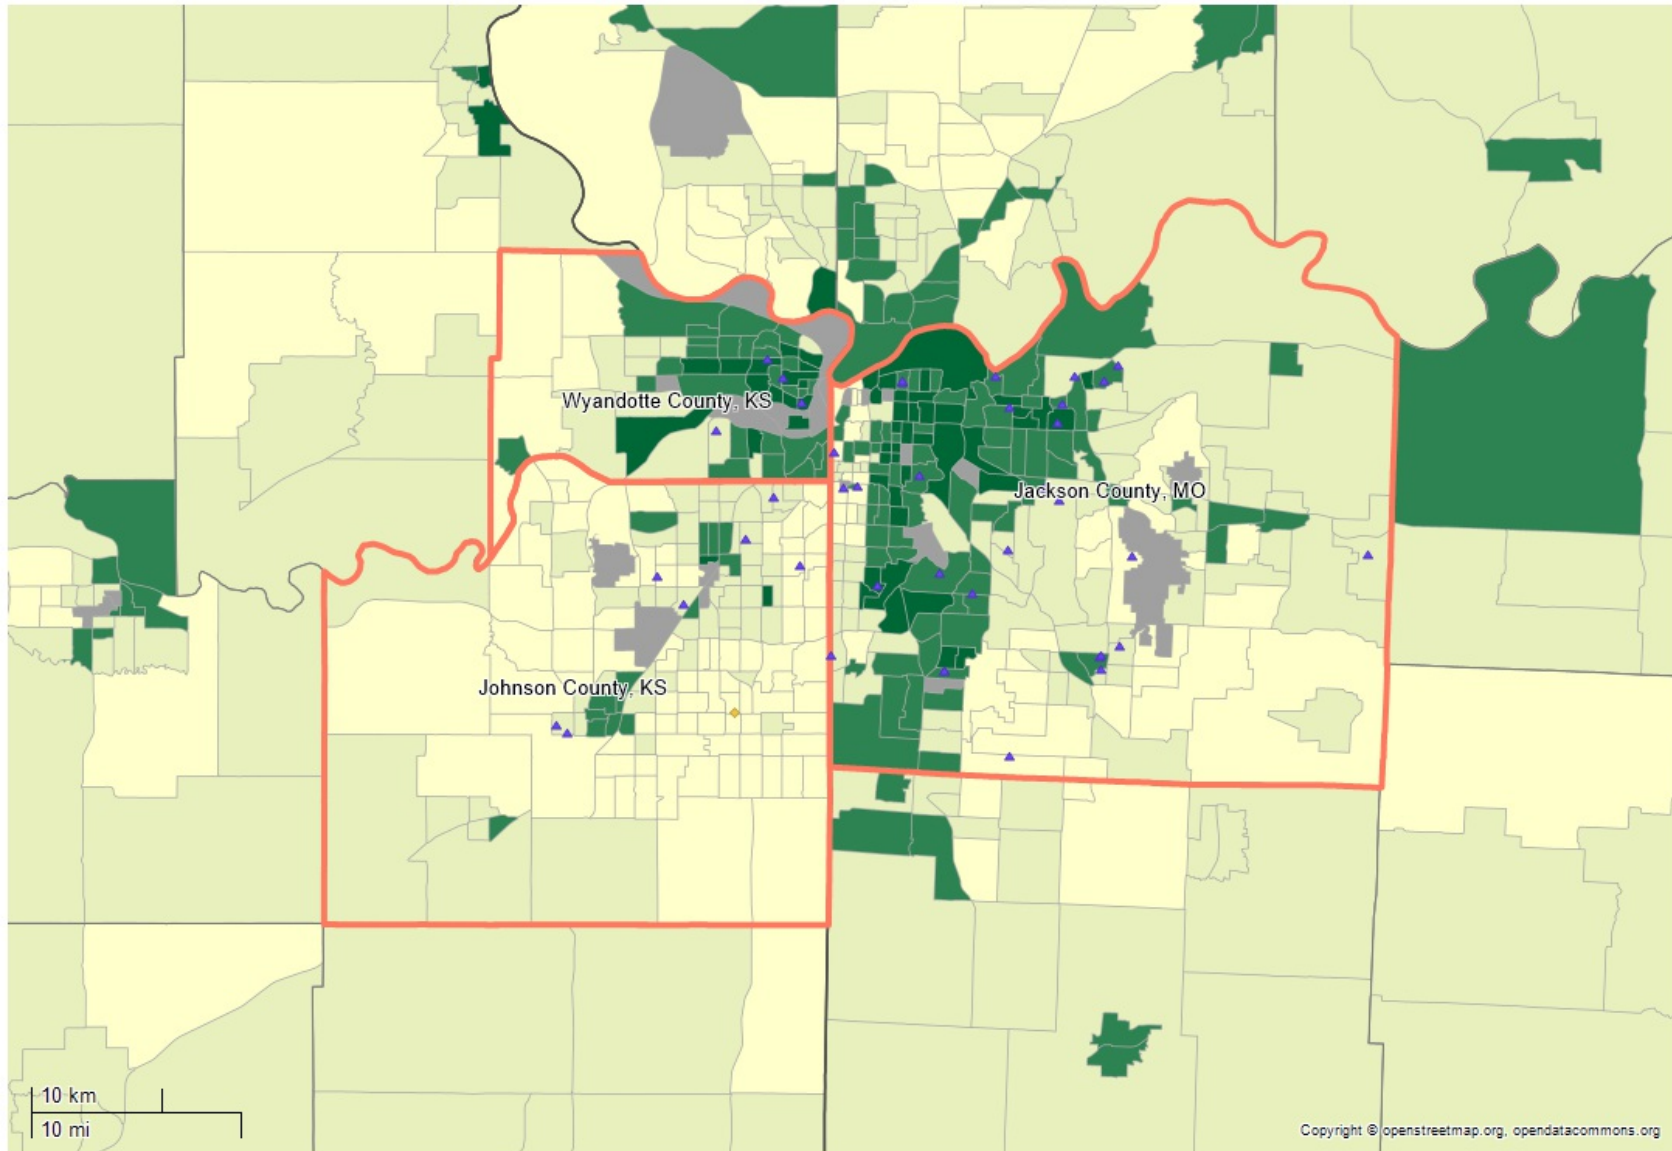 Wyandotte County, KS
Jackson County, MO
Johnson County, KS
10 km
10 mi
Copyright © openstreetmap.org, opendatacommons.org